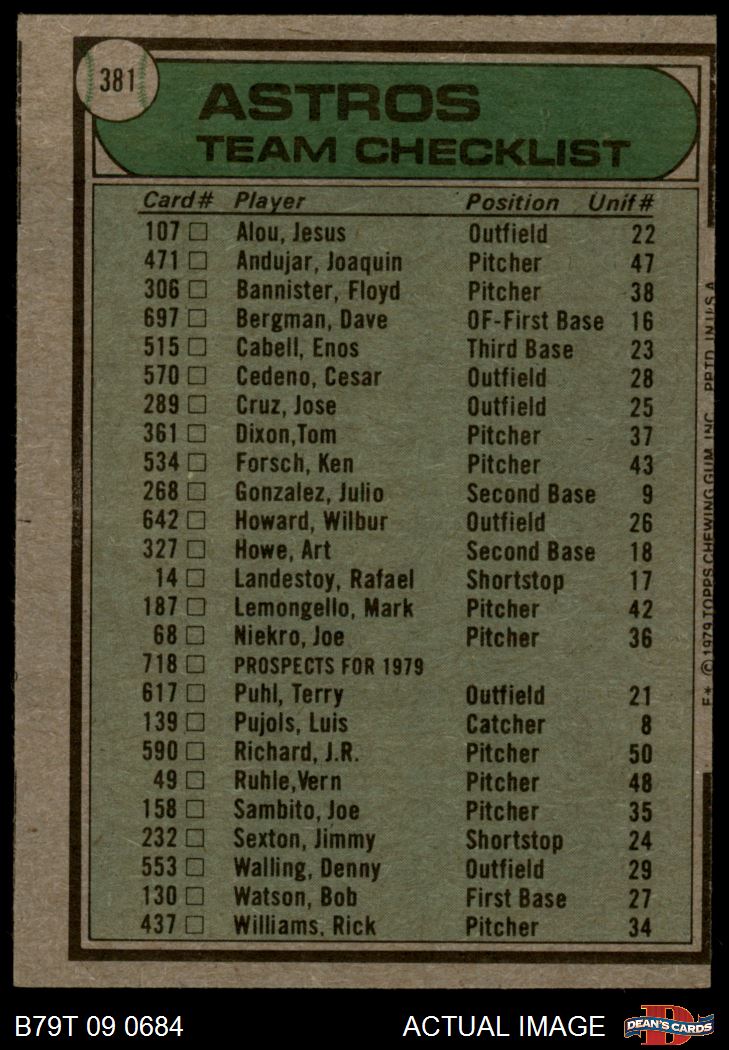 381
ASTROS
TEAM CHECKLIST
Card# Player Position Unif#
107 □ Alou, Jesus Outfield 22
471 □ Andujar, Joaquin Pitcher 47
306 □ Bannister, Floyd Pitcher 38
697 □ Bergman, Dave OF-First Base 16
515 □ Cabell, Enos Third Base 23
570 □ Cedeno, Cesar Outfield 28
289 □ Cruz, Jose Outfield 25
361 □ Dixon,Tom Pitcher 37
534 □ Forsch, Ken Pitcher 43
268 □ Gonzalez, Julio Second Base 9
642 □ Howard, Wilbur Outfield 26
327 □ Howe, Art Second Base 18
14 □ Landestoy, Rafael Shortstop 17
187 □ Lemongello, Mark Pitcher 42
68 □ Niekro, Joe Pitcher 36
718 □ PROSPECTS FOR 1979
617 □ Puhl, Terry Outfield 21
139 □ Pujols, Luis Catcher 8
590 □ Richard, J.R. Pitcher 50
49 □ Ruhle,Vern Pitcher 48
158 □ Sambito, Joe Pitcher 35
232 □ Sexton, Jimmy Shortstop 24
553 □ Walling, Denny Outfield 29
130 □ Watson, Bob First Base 27
437 □ Williams, Rick Pitcher 34
F* © 1979 TOPPS CHEWING GUM INC. PRTD. IN U.S.A.
B79T 09 0684 ACTUAL IMAGE
D
DEAN'S CARDS